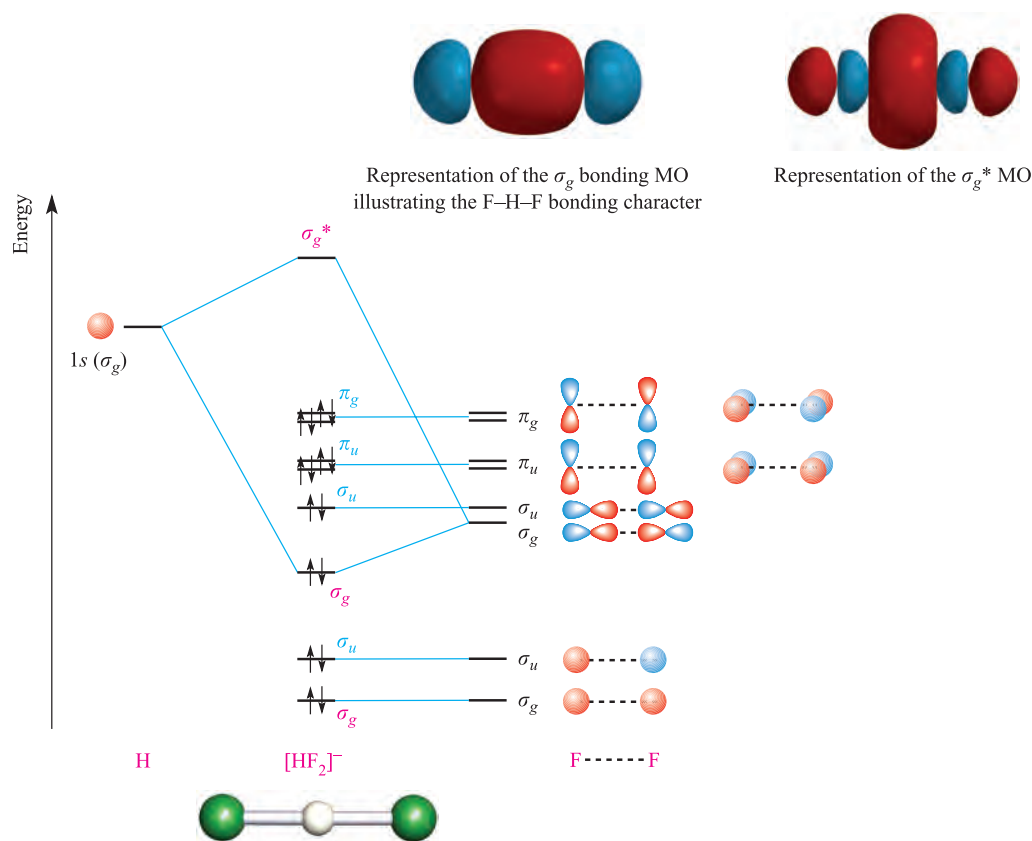 Representation of the σg bonding MO
illustrating the F–H–F bonding character
Representation of the σg* MO
Energy
σg*
1s (σg)
πg
πg
πu
πu
σu
σu
σg
σg
σu
σu
σg
σg
H
[HF2]–
F------F